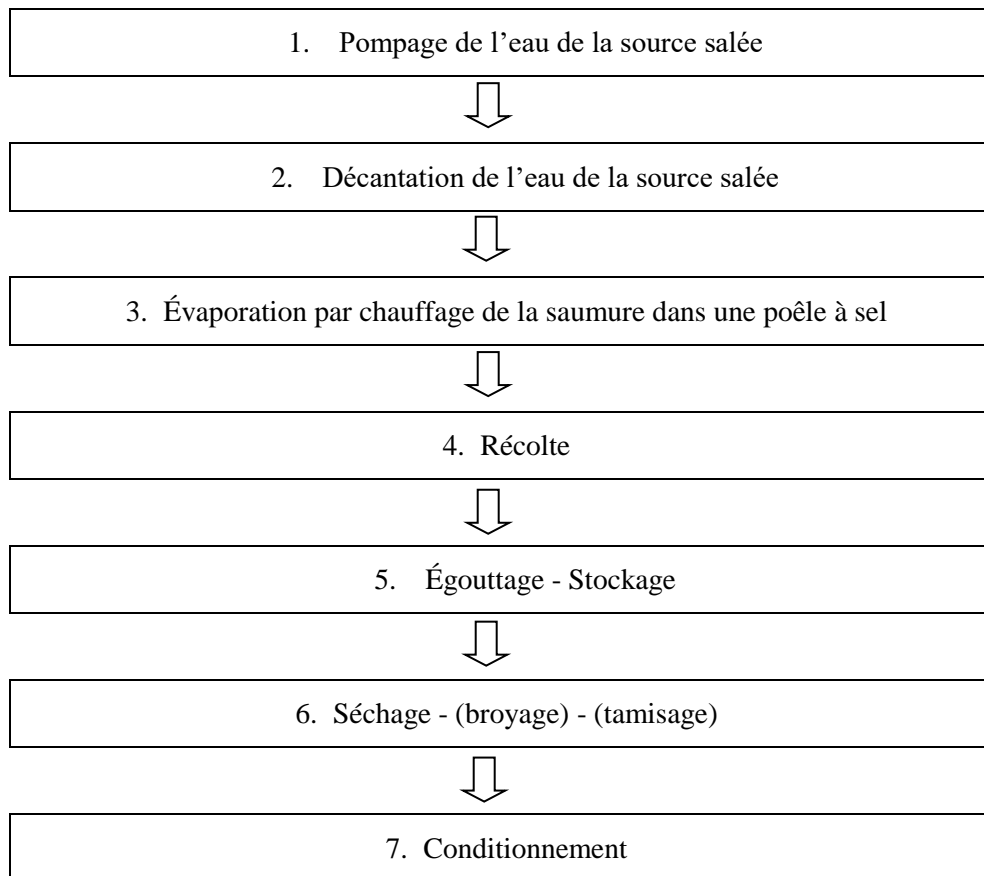 1. Pompage de l’eau de la source salée
2. Décantation de l’eau de la source salée
3. Évaporation par chauffage de la saumure dans une poêle à sel
4. Récolte
5. Égouttage - Stockage
6. Séchage - (broyage) - (tamisage)
7. Conditionnement